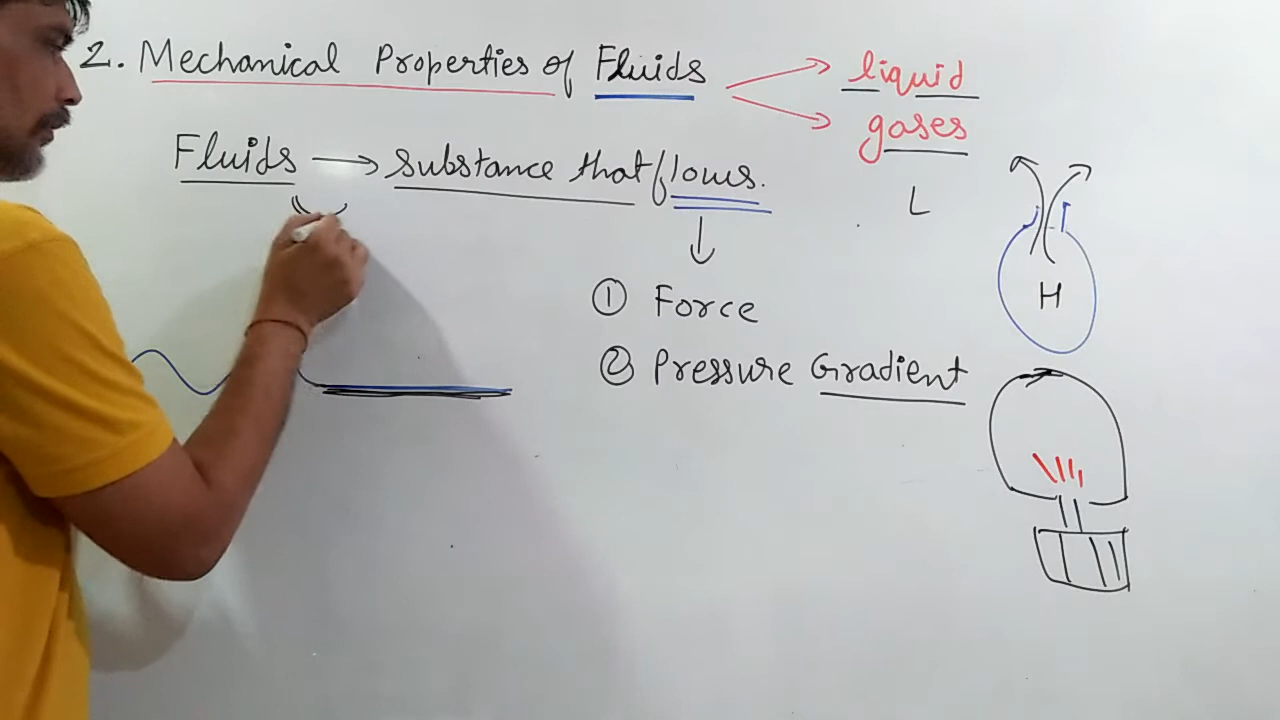 2. Mechanical Properties of Fluids
liquid
gases
Fluids → substance that flows.
L
① Force
H
② Pressure Gradient